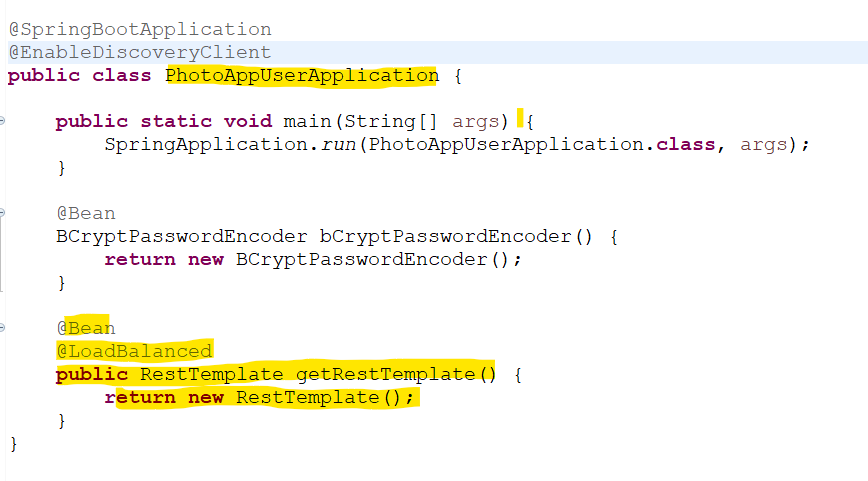 @SpringBootApplication
@EnableDiscoveryClient
public class PhotoAppUserApplication {
public static void main(String[] args) {
SpringApplication.run(PhotoAppUserApplication.class, args);
}
@Bean
BCryptPasswordEncoder bCryptPasswordEncoder() {
return new BCryptPasswordEncoder();
}
@Bean
@LoadBalanced
public RestTemplate getRestTemplate() {
return new RestTemplate();
}
}